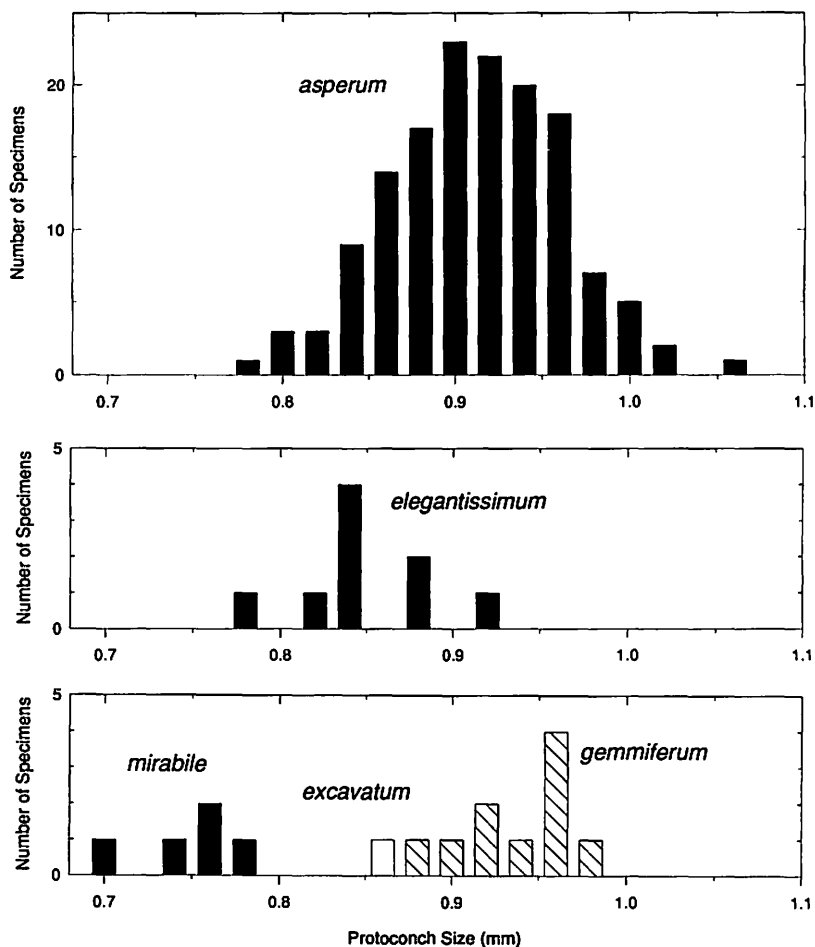 Number of Specimens
20
10
0
asperum
0.7 0.8 0.9 1.0 1.1
Number of Specimens
5
0
elegantissimum
0.7 0.8 0.9 1.0 1.1
Number of Specimens
5
0
mirabile
excavatum
gemmiferum
0.7 0.8 0.9 1.0 1.1
Protoconch Size (mm)